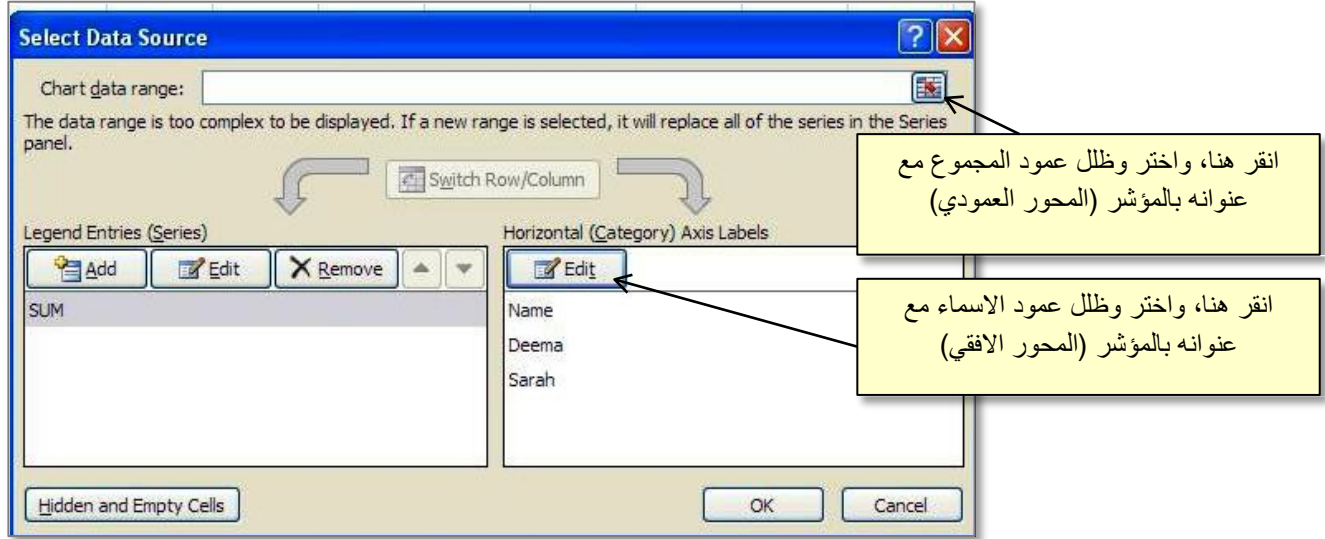 Select Data Source
Chart data range:
The data range is too complex to be displayed. If a new range is selected, it will replace all of the series in the Series
panel.
Switch Row/Column
Legend Entries (Series)
Horizontal (Category) Axis Labels
Add Edit Remove
Edit
SUM
Name
Deema
Sarah
Hidden and Empty Cells
OK
Cancel
انقر هنا، واختر وظلل عمود المجموع مع
عنوانه بالمؤشر (المحور العمودي)
انقر هنا، واختر وظلل عمود الاسماء مع
عنوانه بالمؤشر (المحور الافقي)